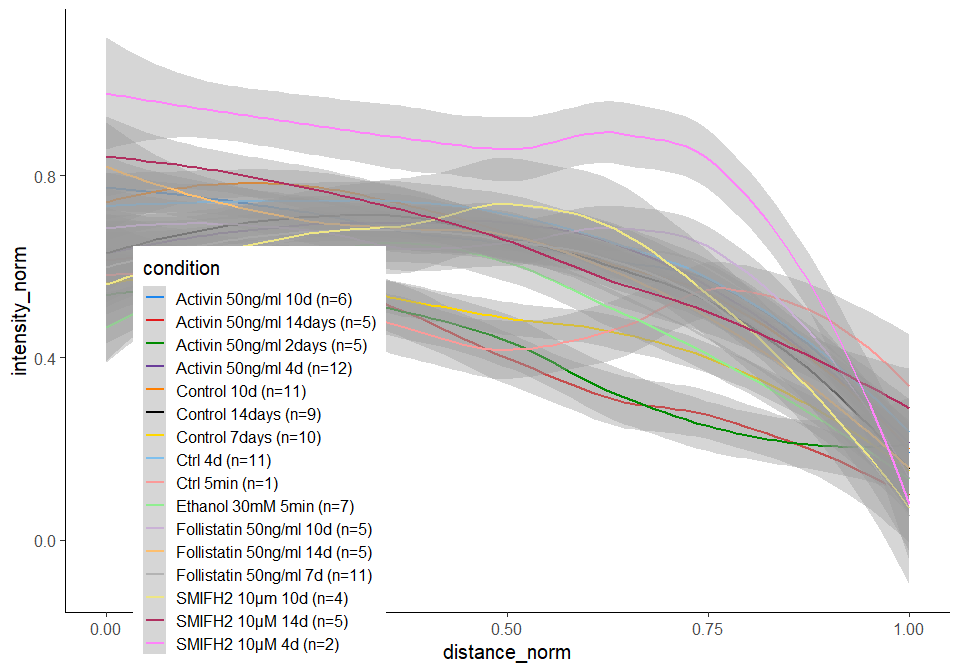 intensity_norm
0.8
0.4
0.0
condition
Activin 50ng/ml 10d (n=6)
Activin 50ng/ml 14days (n=5)
Activin 50ng/ml 2days (n=5)
Activin 50ng/ml 4d (n=12)
Control 10d (n=11)
Control 14days (n=9)
Control 7days (n=10)
Ctrl 4d (n=11)
Ctrl 5min (n=1)
Ethanol 30mM 5min (n=7)
Follistatin 50ng/ml 10d (n=5)
Follistatin 50ng/ml 14d (n=5)
Follistatin 50ng/ml 7d (n=11)
SMIFH2 10µm 10d (n=4)
SMIFH2 10µM 14d (n=5)
SMIFH2 10µM 4d (n=2)
0.00
0.50
0.75
1.00
distance_norm